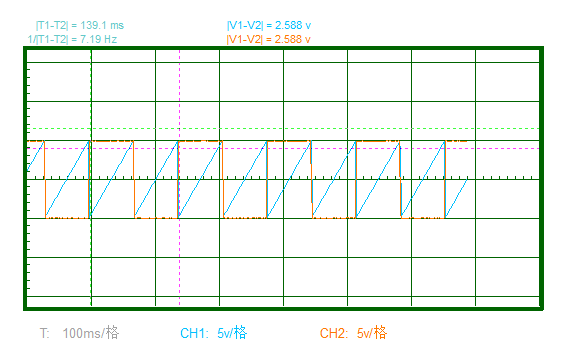 |T1-T2| = 139.1 ms |V1-V2| = 2.588 v
1/|T1-T2| = 7.19 Hz |V1-V2| = 2.588 v
T: 100ms/格 CH1: 5v/格 CH2: 5v/格